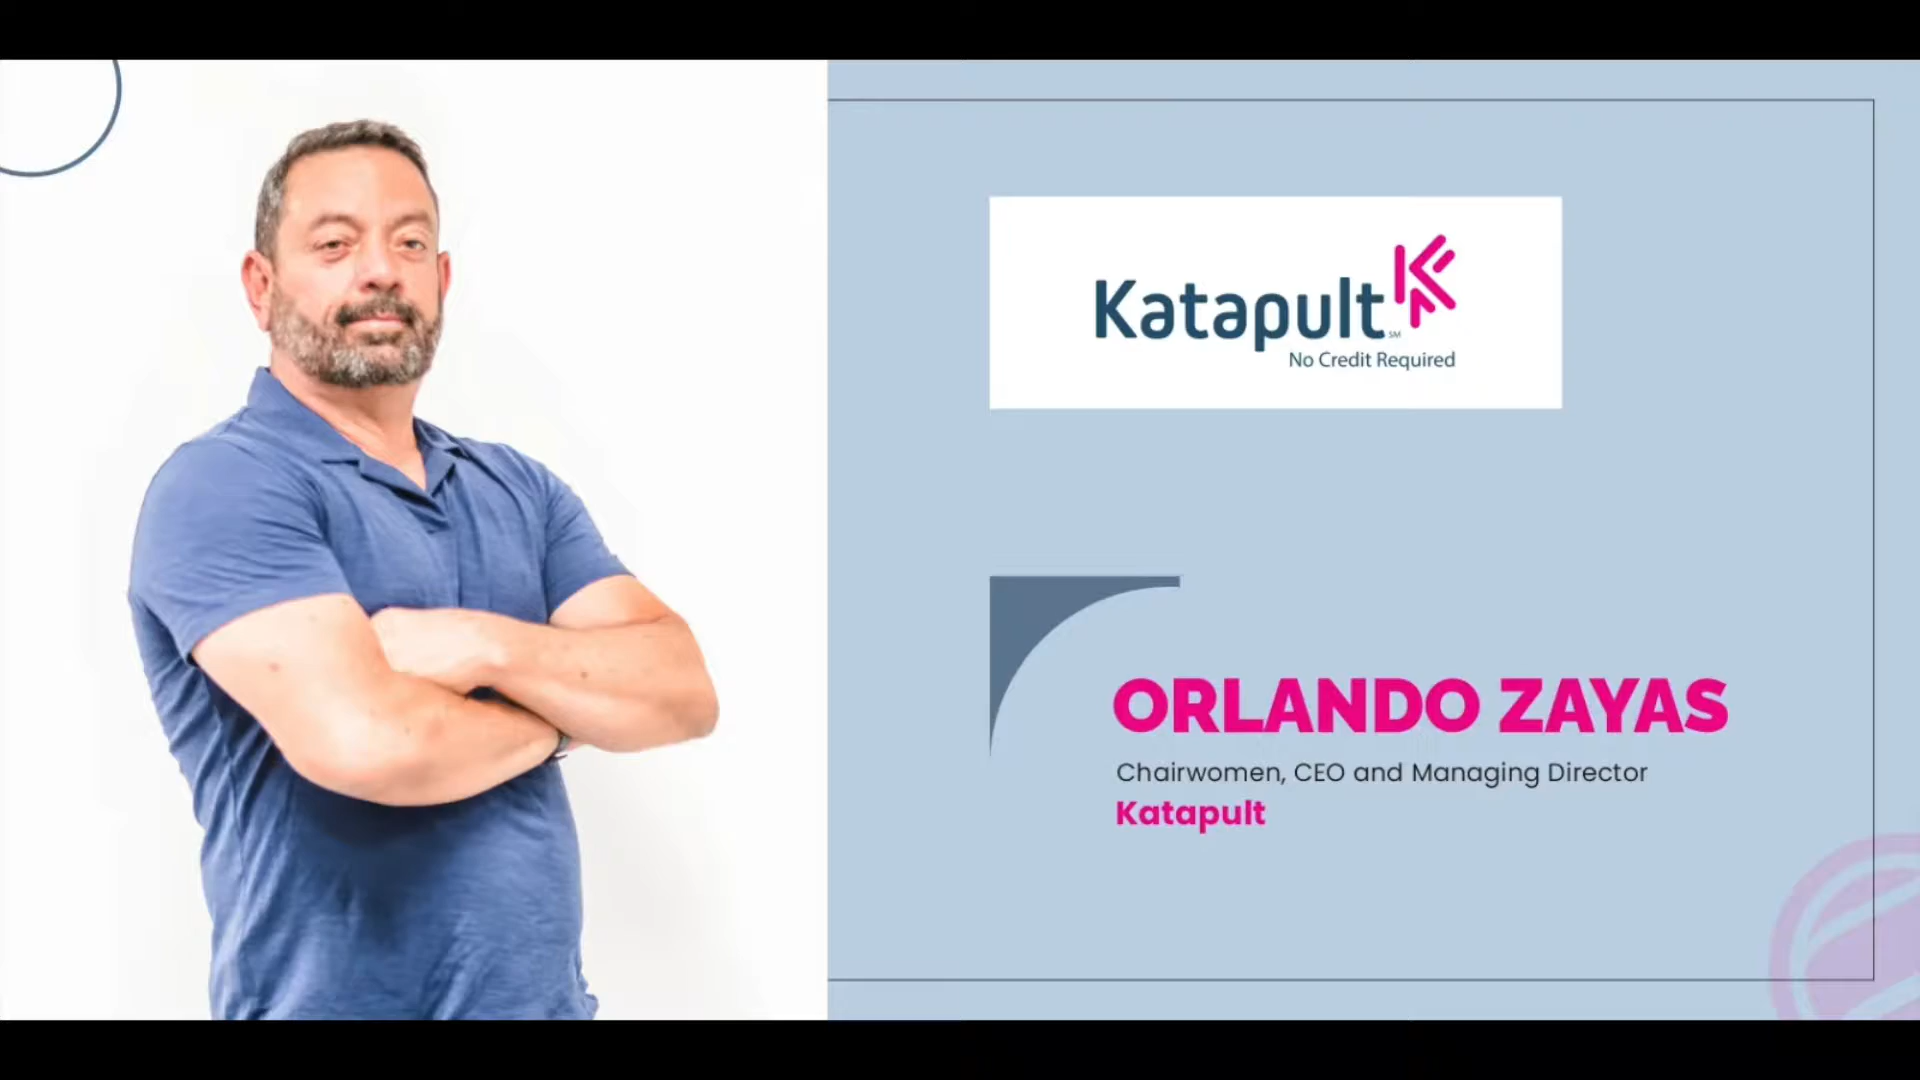 Katapult
SM
No Credit Required
ORLANDO ZAYAS
Chairwomen, CEO and Managing Director
Katapult